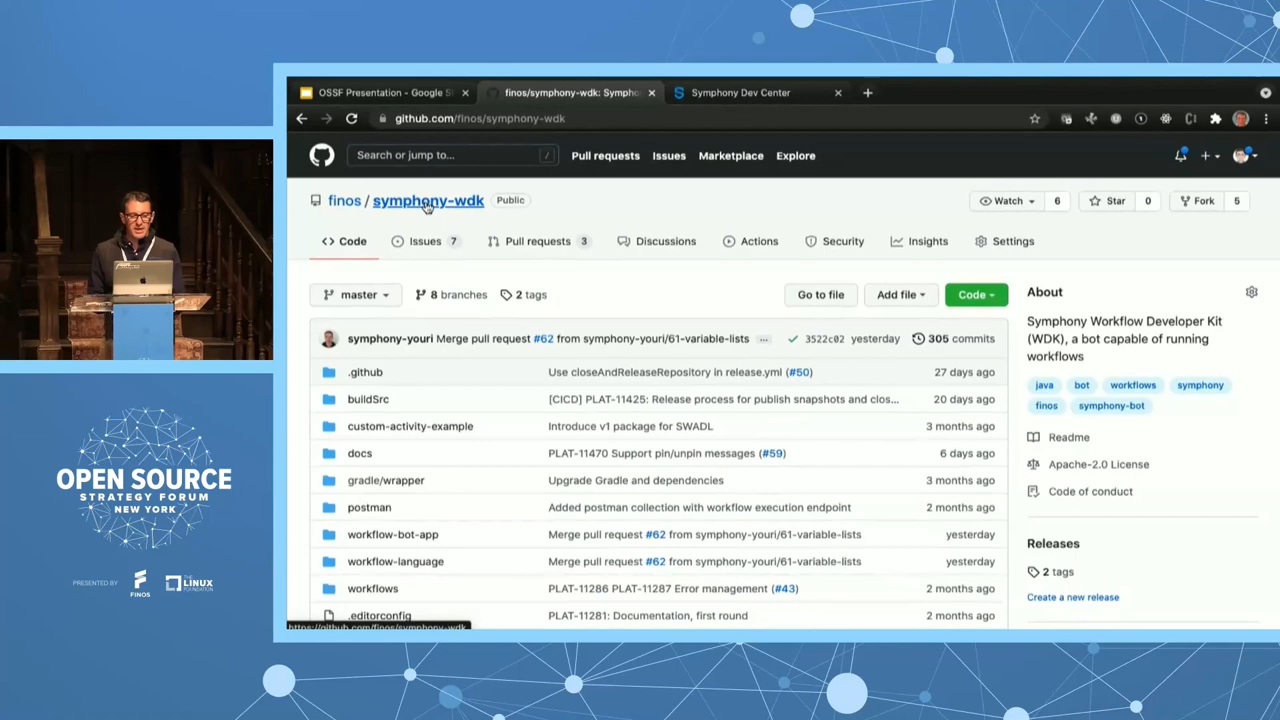 OSSF Presentation - Google S
finos/symphony-wdk: Sympho
Symphony Dev Center
github.com/finos/symphony-wdk
Search or jump to...
/
Pull requests
Issues
Marketplace
Explore
finos / symphony-wdk
Public
Watch 6
Star 0
Fork 5
Code
Issues 7
Pull requests 3
Discussions
Actions
Security
Insights
Settings
master
8 branches
2 tags
Go to file
Add file
Code
symphony-youri Merge pull request #62 from symphony-youri/61-variable-lists ... 3522c02 yesterday 305 commits
.github Use closeAndReleaseRepository in release.yml (#50) 27 days ago
buildSrc [CICD] PLAT-11425: Release process for publish snapshots and clos... 20 days ago
custom-activity-example Introduce v1 package for SWADL 3 months ago
docs PLAT-11470 Support pin/unpin messages (#59) 6 days ago
gradle/wrapper Upgrade Gradle and dependencies 3 months ago
postman Added postman collection with workflow execution endpoint 2 months ago
workflow-bot-app Merge pull request #62 from symphony-youri/61-variable-lists yesterday
workflow-language Merge pull request #62 from symphony-youri/61-variable-lists yesterday
workflows PLAT-11286 PLAT-11287 Error management (#43) 2 months ago
.editorconfig PLAT-11281: Documentation, first round 2 months ago
https://github.com/finos/symphony-wdk
About
Symphony Workflow Developer Kit
(WDK), a bot capable of running
workflows
java bot workflows symphony
finos symphony-bot
Readme
Apache-2.0 License
Code of conduct
Releases
2 tags
Create a new release
OPEN SOURCE
STRATEGY FORUM
NEW YORK
PRESENTED BY
FINOS
THE LINUX FOUNDATION